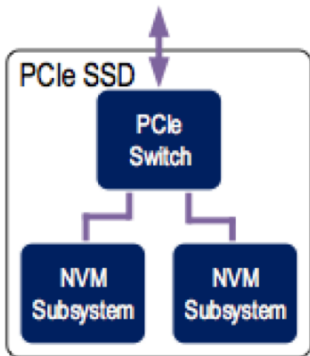 PCIe SSD
PCIe
Switch
NVM
Subsystem
NVM
Subsystem